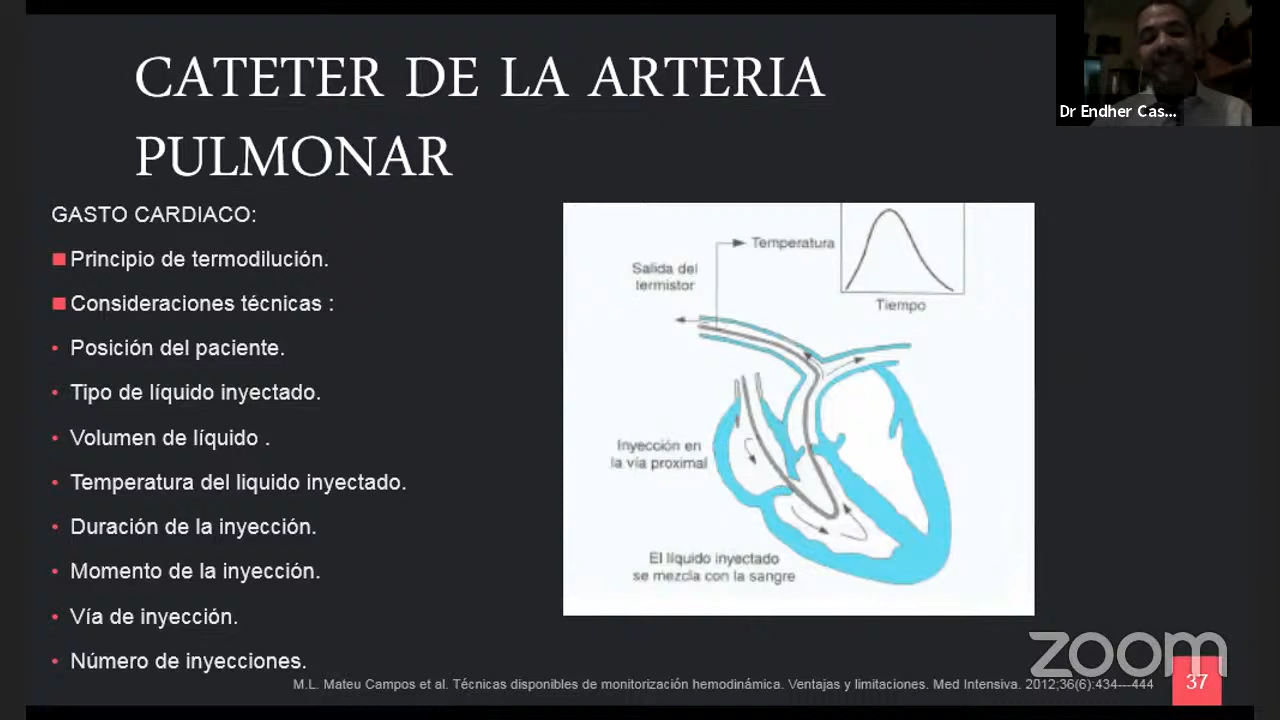 CATETER DE LA ARTERIA
PULMONAR
Dr Endher Cas...
GASTO CARDIACO:
Principio de termodilución.
Consideraciones técnicas :
• Posición del paciente.
• Tipo de líquido inyectado.
• Volumen de líquido .
• Temperatura del liquido inyectado.
• Duración de la inyección.
• Momento de la inyección.
• Vía de inyección.
• Número de inyecciones.
Temperatura
Tiempo
Salida del
termistor
Inyección en
la vía proximal
El líquido inyectado
se mezcla con la sangre
M.L. Mateu Campos et al. Técnicas disponibles de monitorización hemodinámica. Ventajas y limitaciones. Med Intensiva. 2012;36(6):434---444
zoom
37